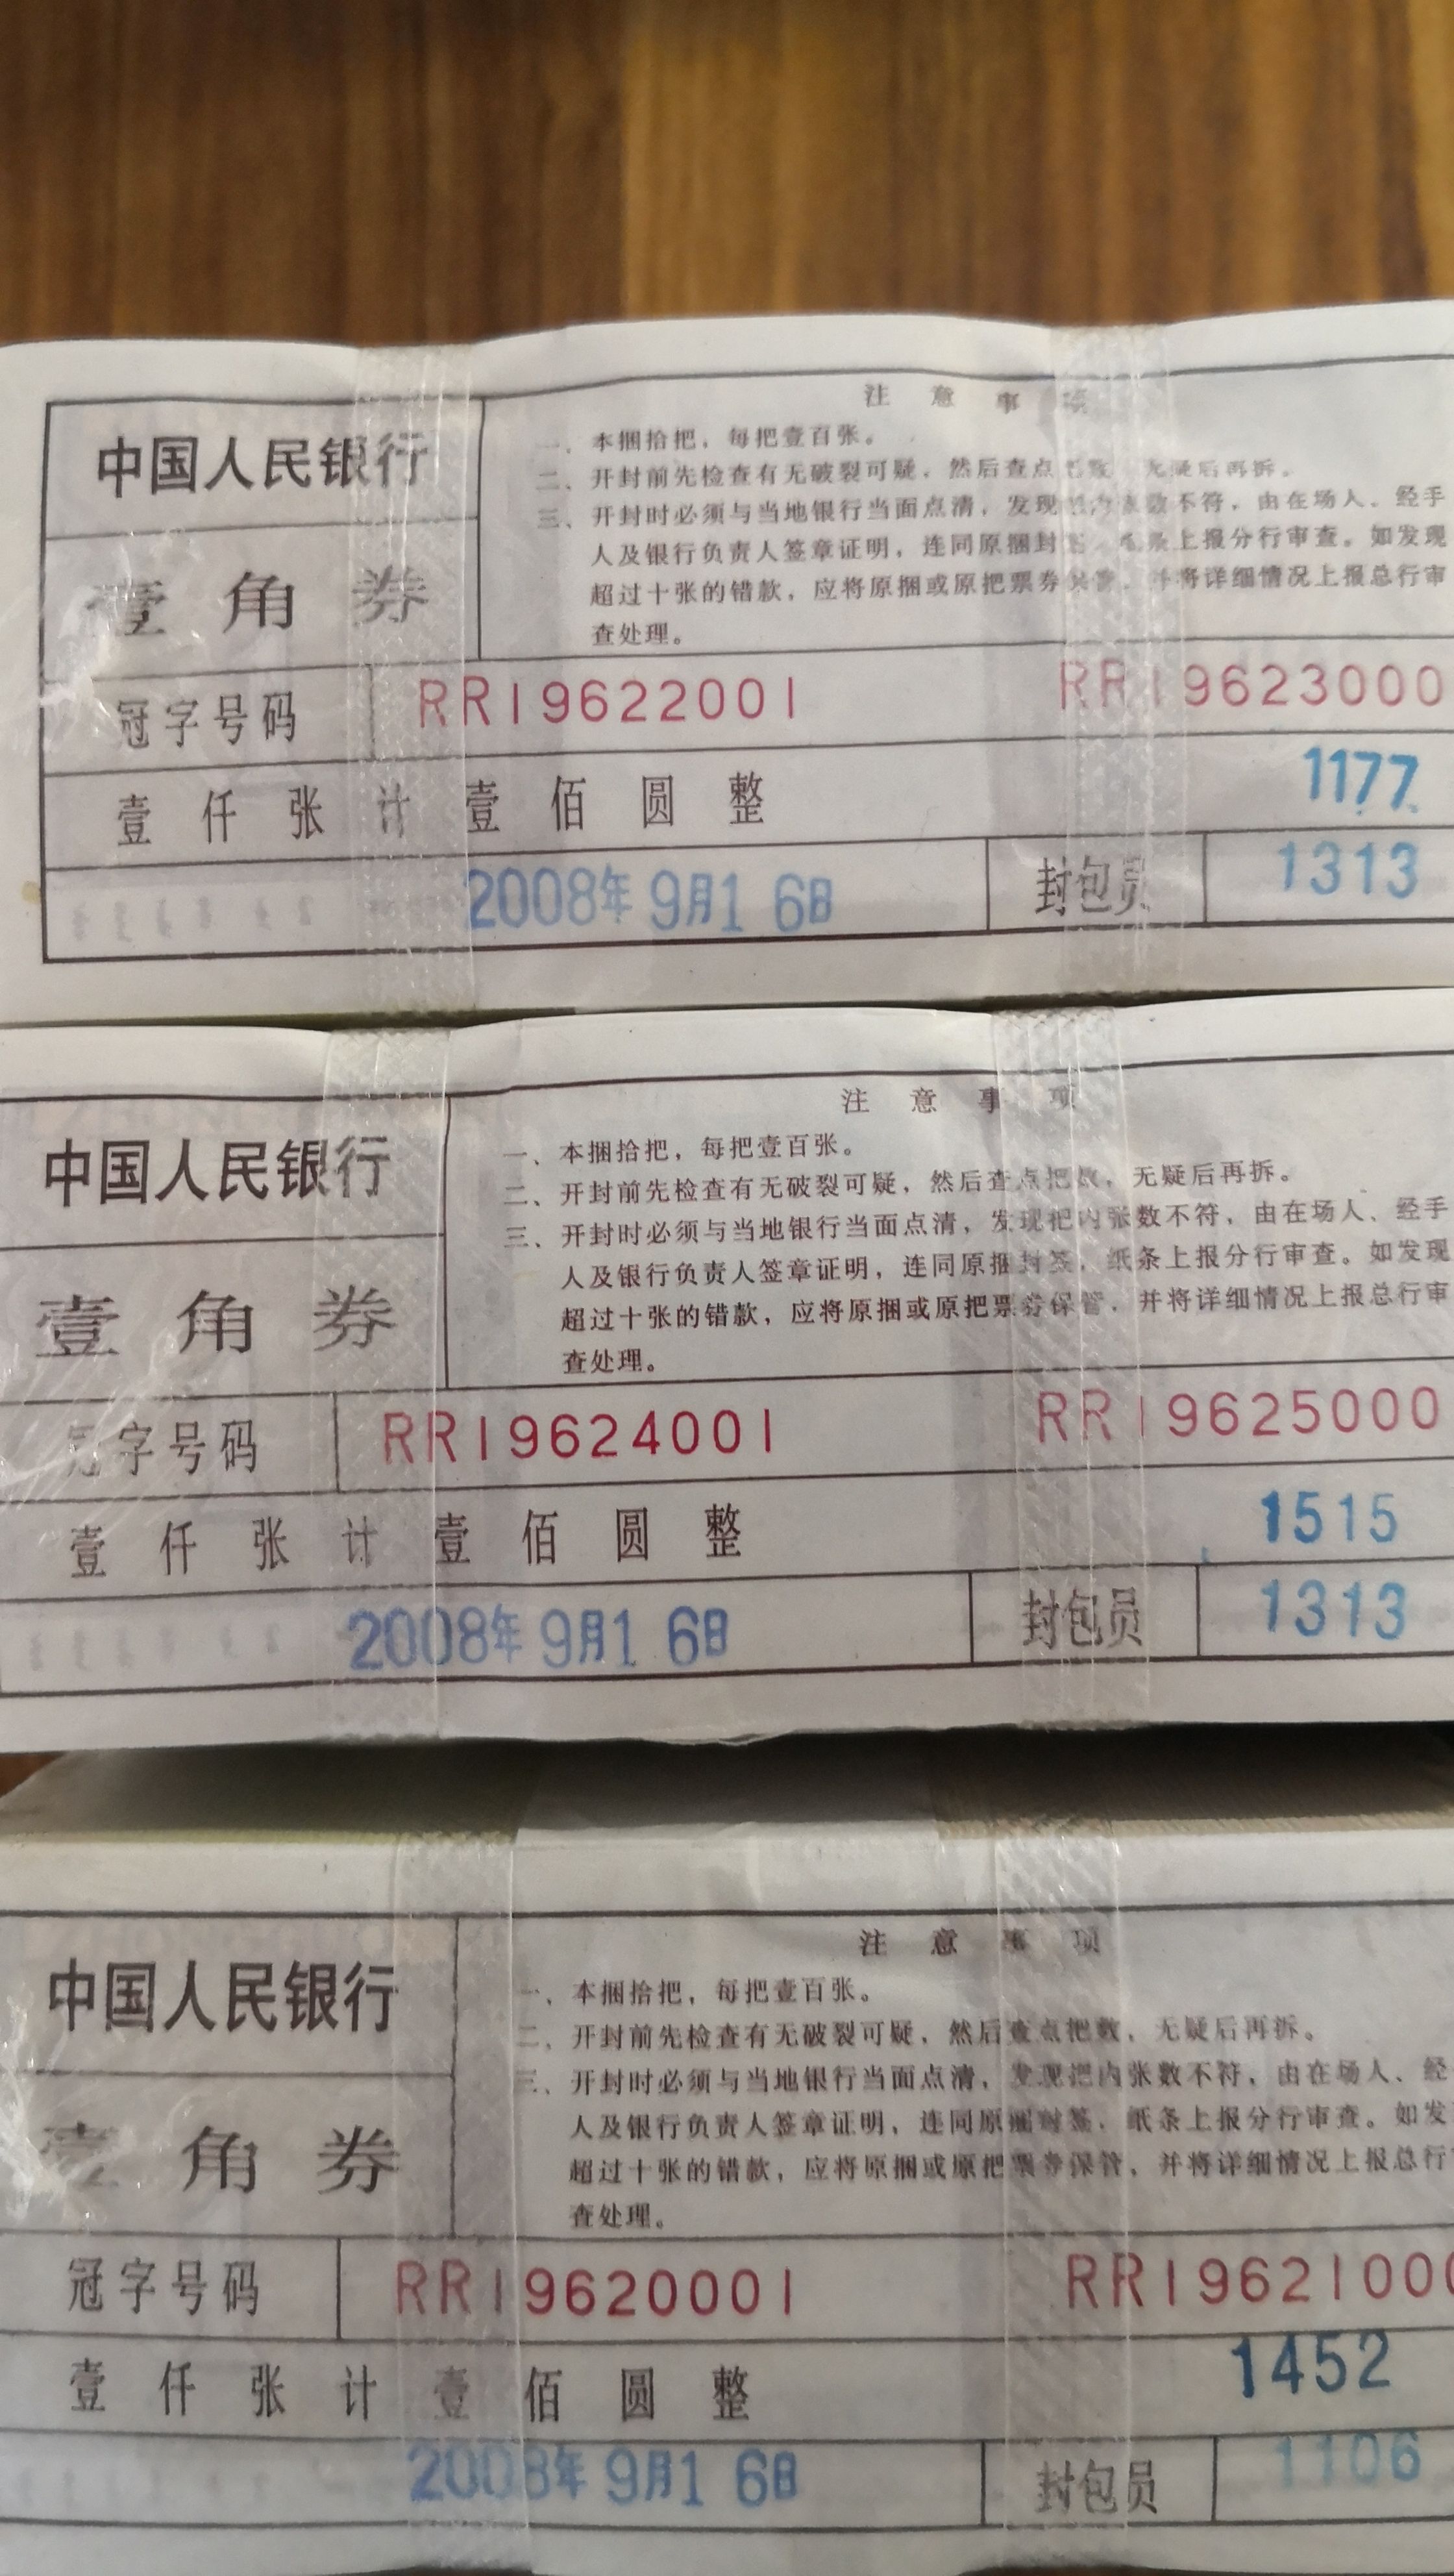 中国人民银行
壹角券
注意事项
一、本捆拾把，每把壹百张。
二、开封前先检查有无破裂可疑，然后查点 无疑后再拆。
三、开封时必须与当地银行当面点清，发现 数不符，由在场人、经手
人及银行负责人签章证明，连同原捆封 条上报分行审查。如发现
超过十张的错款，应将原捆或原把票券 并将详细情况上报总行审
查处理。
冠字号码 RR19622001 RR19623000
壹仟张计壹佰圆整 1177
2008年9月16日 封包员 1313
中国人民银行
壹角券
注意事项
一、本捆拾把，每把壹百张。
二、开封前先检查有无破裂可疑，然后查点把数，无疑后再拆。
三、开封时必须与当地银行当面点清，发现把内张数不符，由在场人、经手
人及银行负责人签章证明，连同原捆封签，纸条上报分行审查。如发现
超过十张的错款，应将原捆或原把票券保管，并将详细情况上报总行审
查处理。
冠字号码 RR19624001 RR19625000
壹仟张计壹佰圆整 1515
2008年9月16日 封包员 1313
中国人民银行
壹角券
注意事项
一、本捆拾把，每把壹百张。
二、开封前先检查有无破裂可疑，然后查点把数，无疑后再拆。
三、开封时必须与当地银行当面点清，发现把内张数不符，由在场人、经
人及银行负责人签章证明，连同原捆封签，纸条上报分行审查。如发
超过十张的错款，应将原捆或原把票券保管，并将详细情况上报总行
查处理。
冠字号码 RR19620001 RR19621000
壹仟张计壹佰圆整 1452
2008年9月16日 封包员 1106